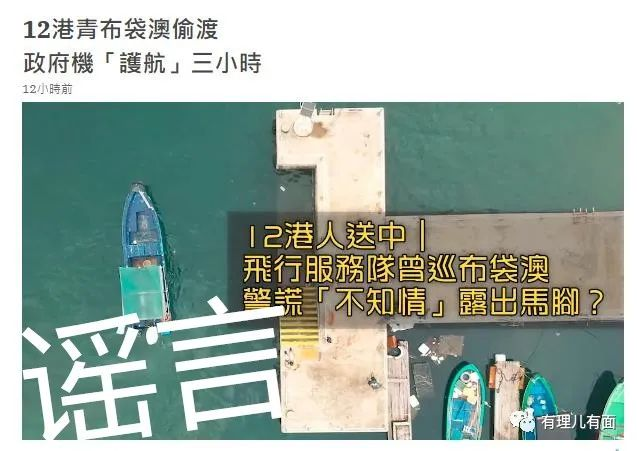 12港青布袋澳偷渡
政府機「護航」三小時
12小時前
12港人送中｜
飛行服務隊曾巡布袋澳
警謊「不知情」露出馬腳？
谣言
有理儿有面